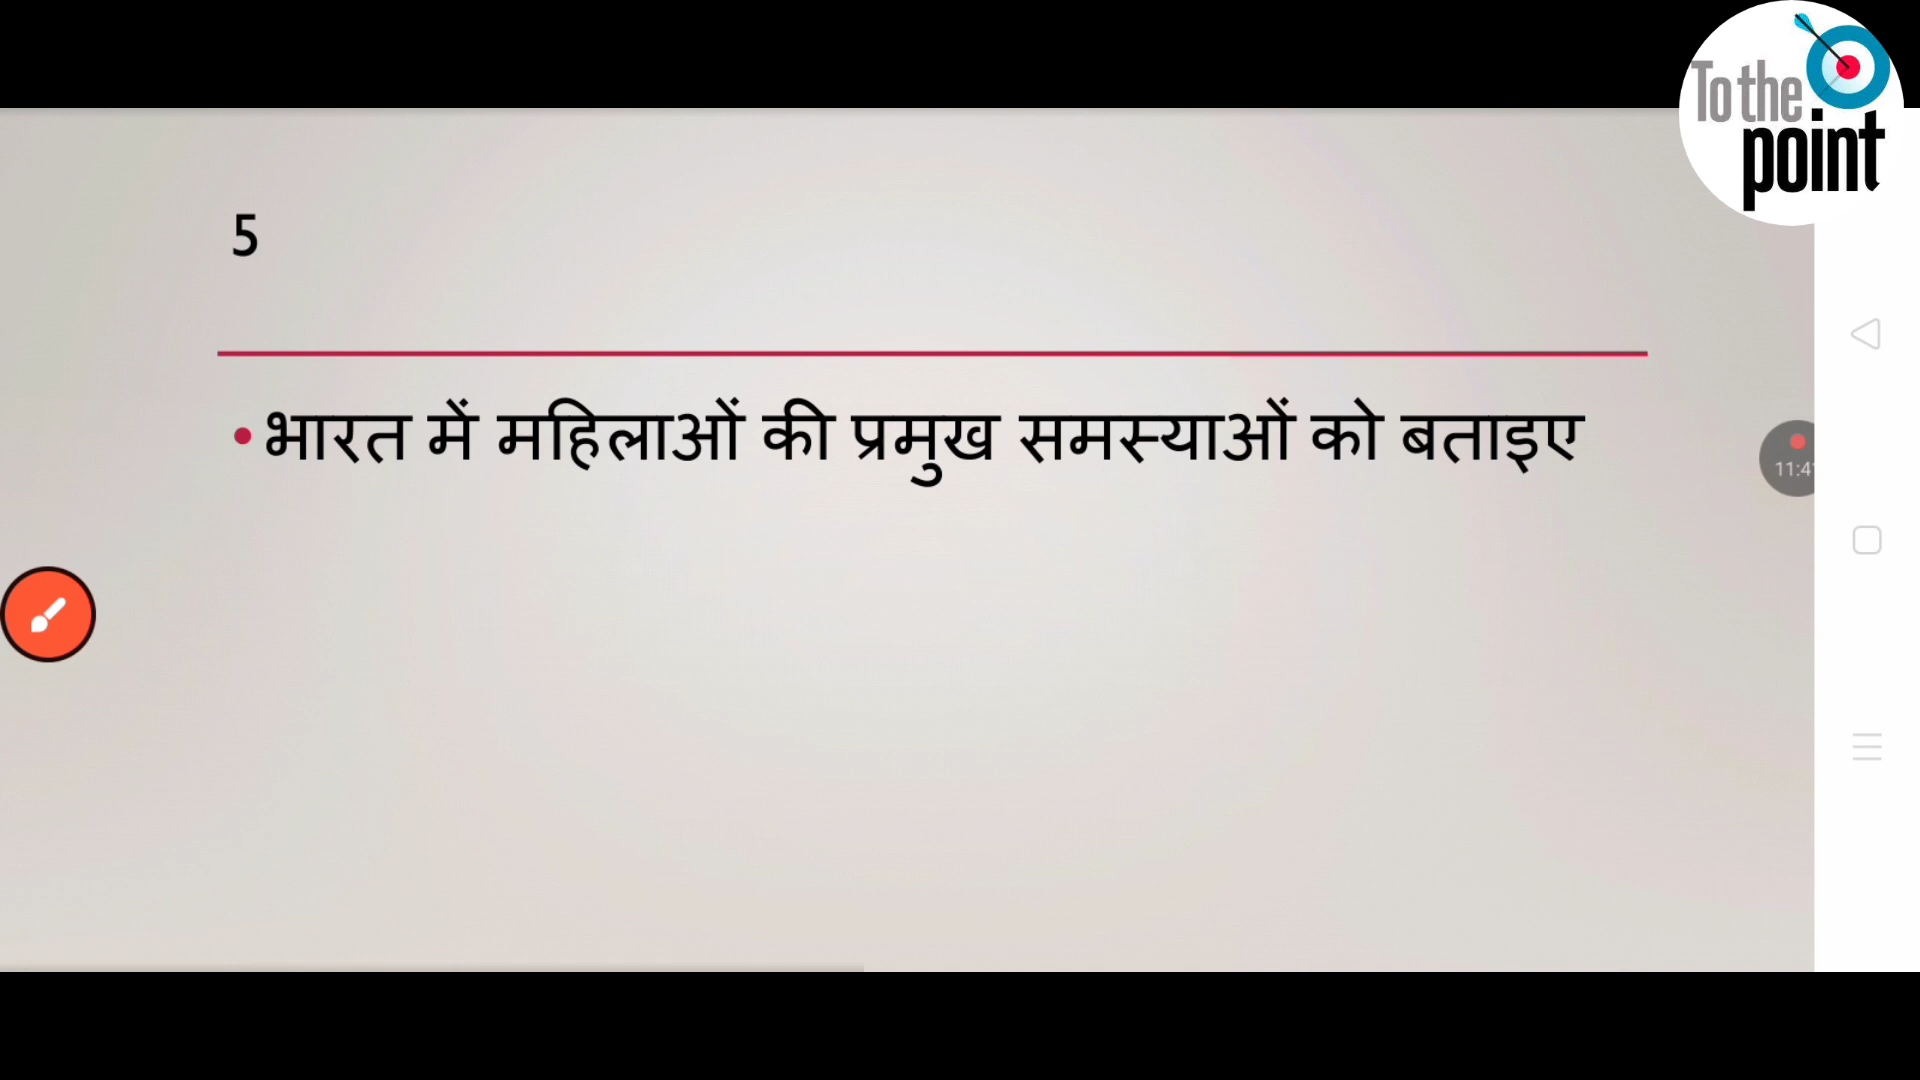 To the
point
5
• भारत में महिलाओं की प्रमुख समस्याओं को बताइए